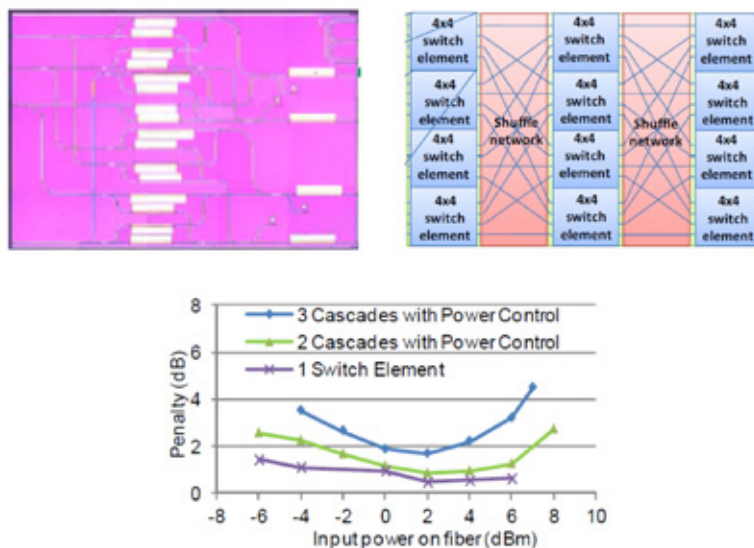 4x4
switch
element
4x4
switch
element
4x4
switch
element
4x4
switch
element
Shuffle
network
4x4
switch
element
4x4
switch
element
4x4
switch
element
4x4
switch
element
Shuffle
network
4x4
switch
element
4x4
switch
element
4x4
switch
element
4x4
switch
element
8
6
4
2
0
Penalty (dB)
3 Cascades with Power Control
2 Cascades with Power Control
1 Switch Element
-8 -6 -4 -2 0 2 4 6 8 10
Input power on fiber (dBm)